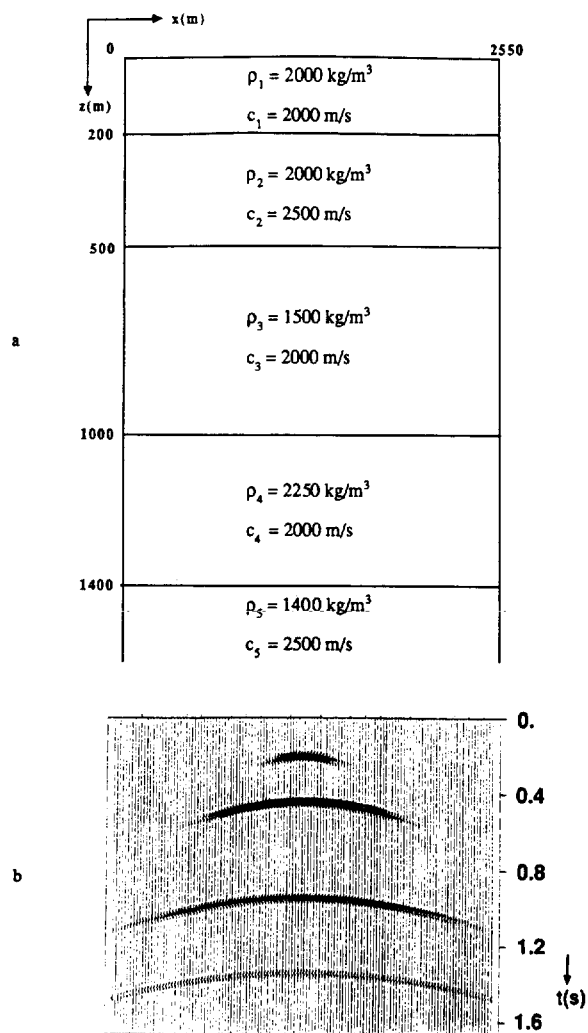 x(m)
0
2550
z(m)
ρ₁ = 2000 kg/m³
c₁ = 2000 m/s
200
ρ₂ = 2000 kg/m³
c₂ = 2500 m/s
500
ρ₃ = 1500 kg/m³
a
c₃ = 2000 m/s
1000
ρ₄ = 2250 kg/m³
c₄ = 2000 m/s
1400
ρ₅ = 1400 kg/m³
c₅ = 2500 m/s
0.
0.4
0.8
b
1.2
t(s)
1.6